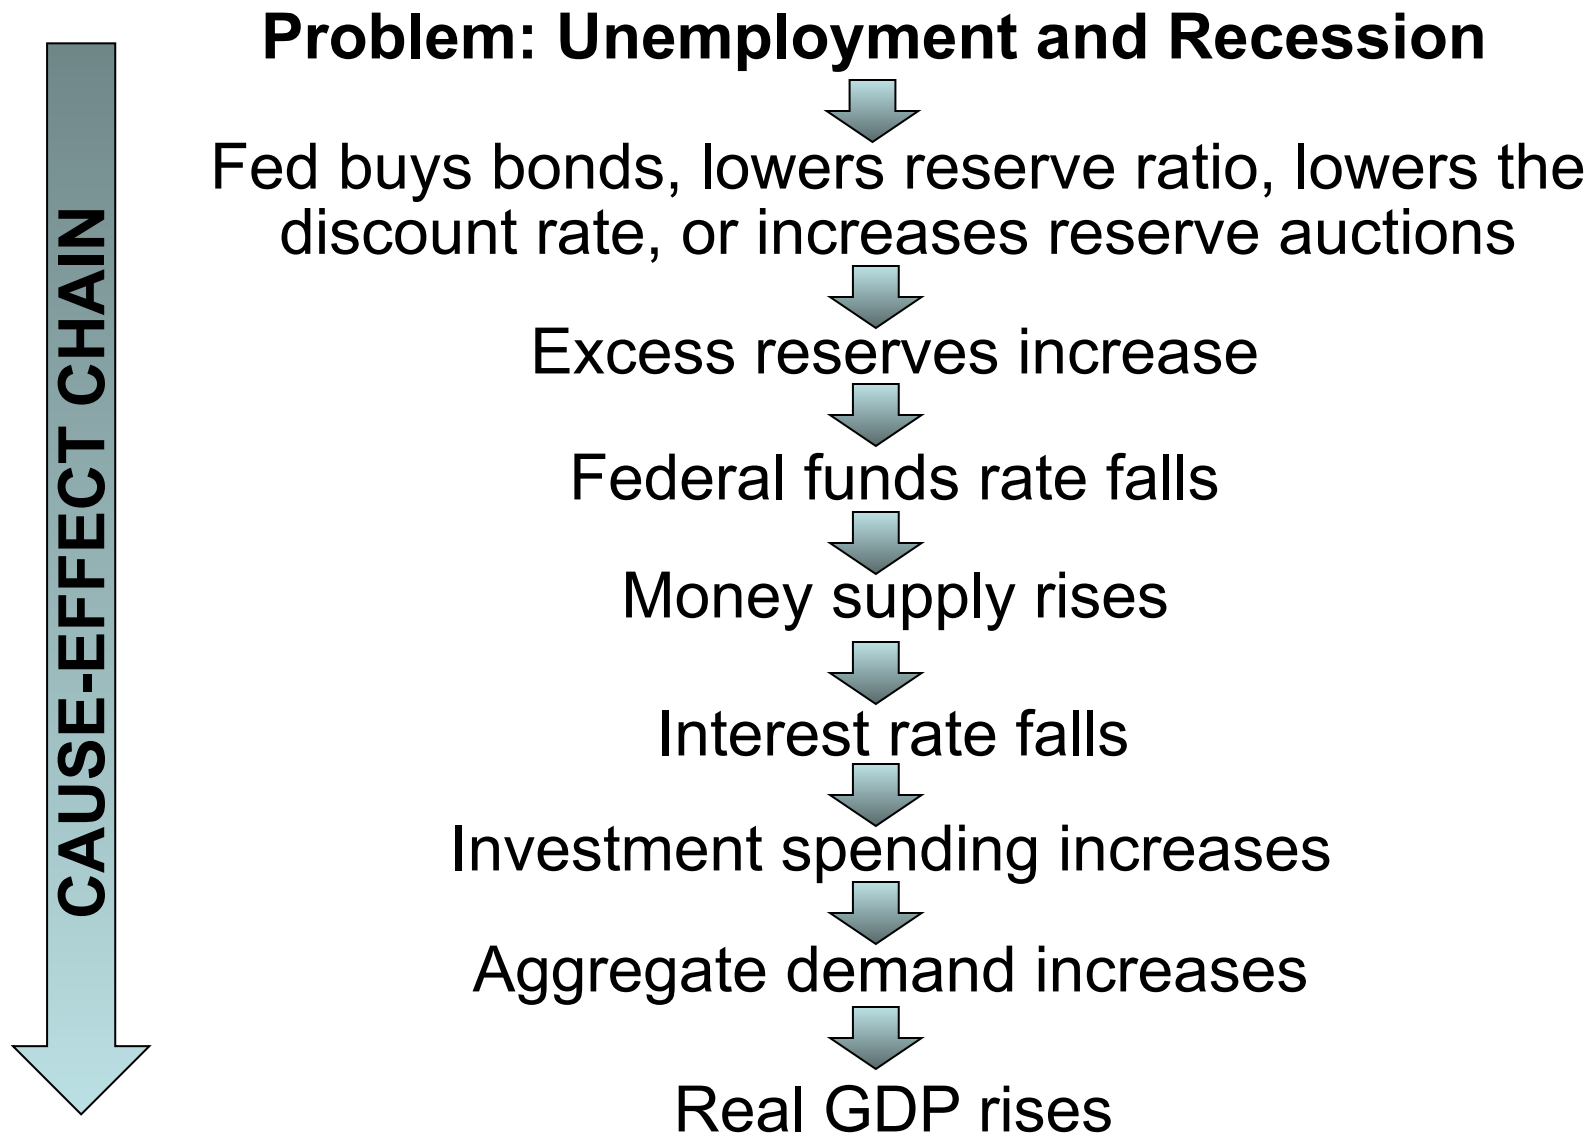 Problem: Unemployment and Recession
Fed buys bonds, lowers reserve ratio, lowers the
discount rate, or increases reserve auctions
Excess reserves increase
Federal funds rate falls
Money supply rises
Interest rate falls
Investment spending increases
Aggregate demand increases
Real GDP rises
CAUSE-EFFECT CHAIN